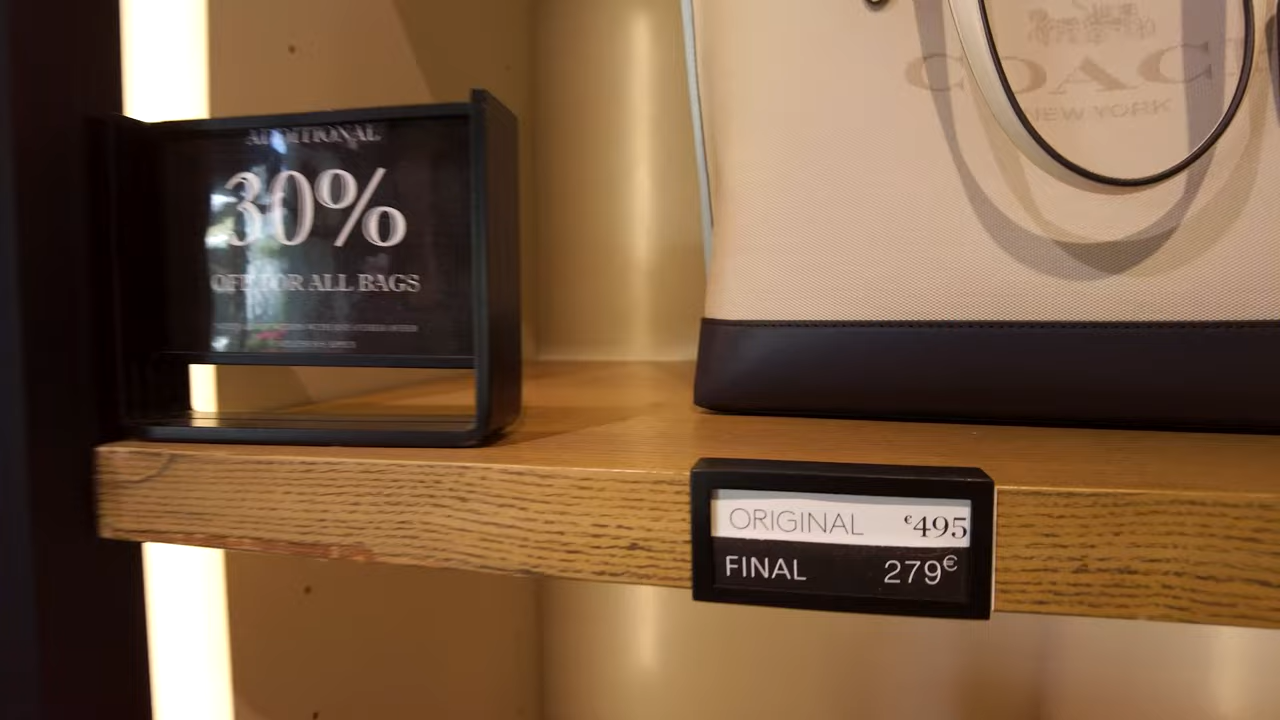 ADDITIONAL
30%
OFF FOR ALL BAGS
COACH
NEW YORK
ORIGINAL €495
FINAL 279€